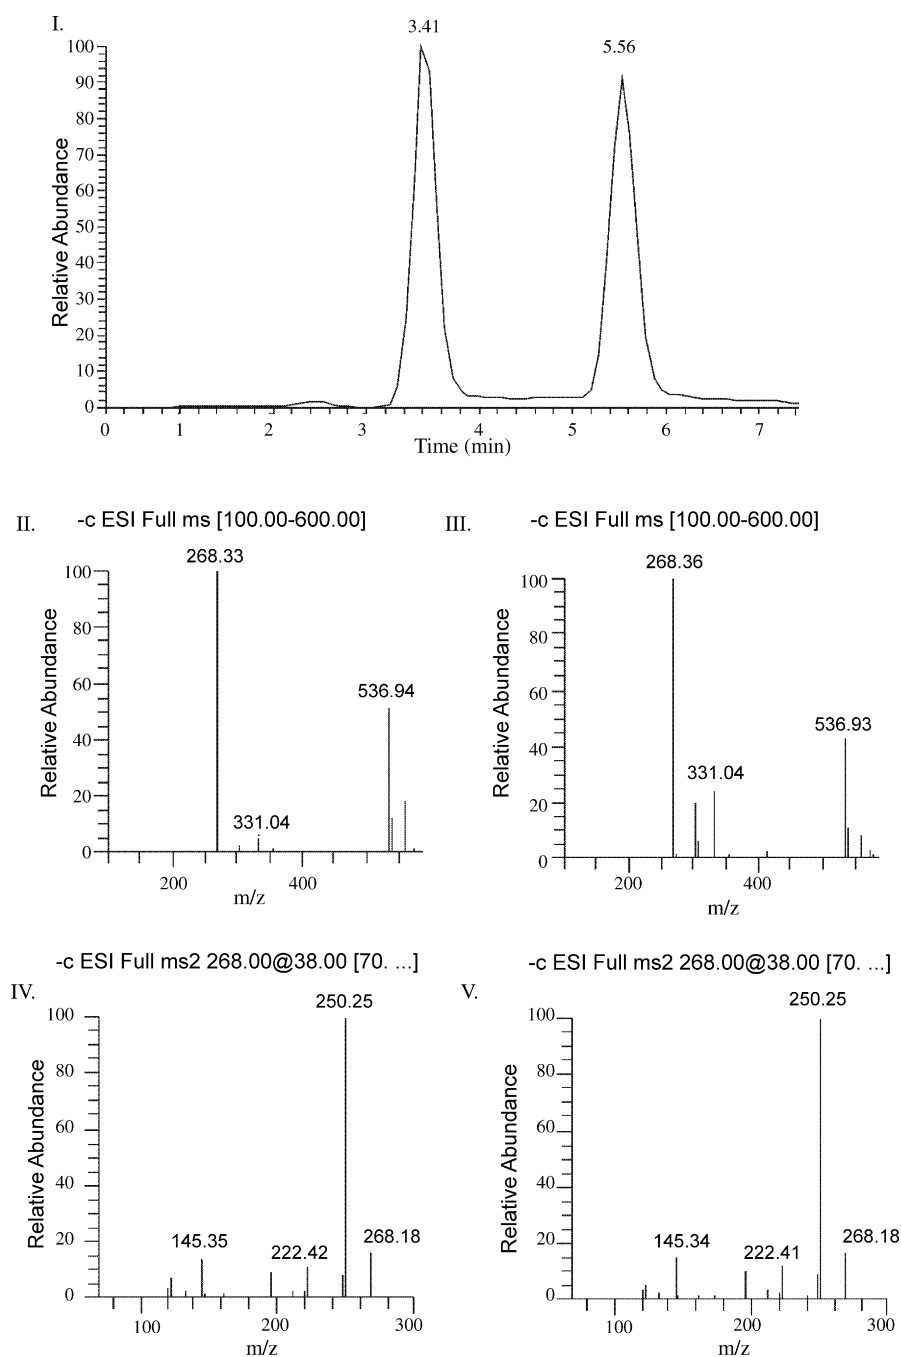 I.
3.41
5.56
100
90
80
70
60
50
40
30
20
10
0
Relative Abundance
0 1 2 3 4 5 6 7
Time (min)
II.
-c ESI Full ms [100.00-600.00]
268.33
536.94
331.04
100
80
60
40
20
0
Relative Abundance
200 400
m/z
III.
-c ESI Full ms [100.00-600.00]
268.36
536.93
331.04
100
80
60
40
20
0
Relative Abundance
200 400
m/z
IV.
-c ESI Full ms2 268.00@38.00 [70. ...]
250.25
145.35
222.42
268.18
100
80
60
40
20
0
Relative Abundance
100 200 300
m/z
V.
-c ESI Full ms2 268.00@38.00 [70. ...]
250.25
145.34
222.41
268.18
100
80
60
40
20
0
Relative Abundance
100 200 300
m/z